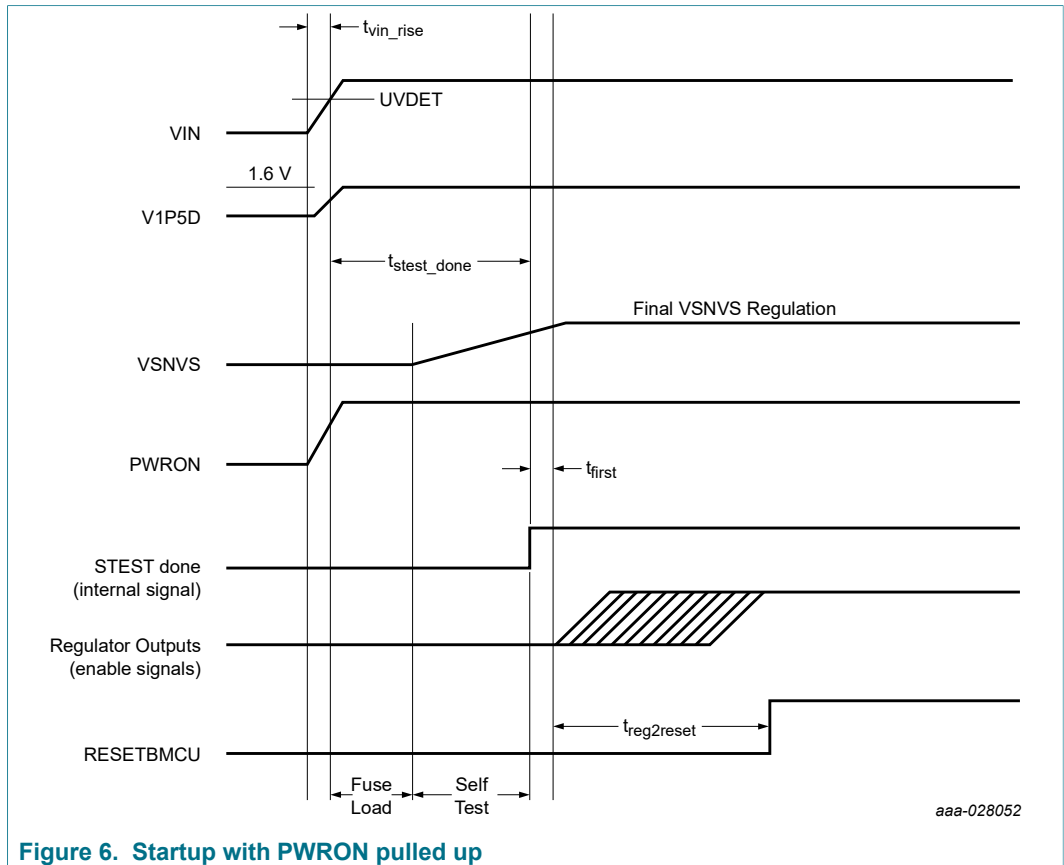 tvin_rise
UVDET
VIN
1.6 V
V1P5D
tstest_done
Final VSNVS Regulation
VSNVS
PWRON
tfirst
STEST done
(internal signal)
Regulator Outputs
(enable signals)
treg2reset
RESETBMCU
Fuse
Load
Self
Test
aaa-028052
Figure 6. Startup with PWRON pulled up